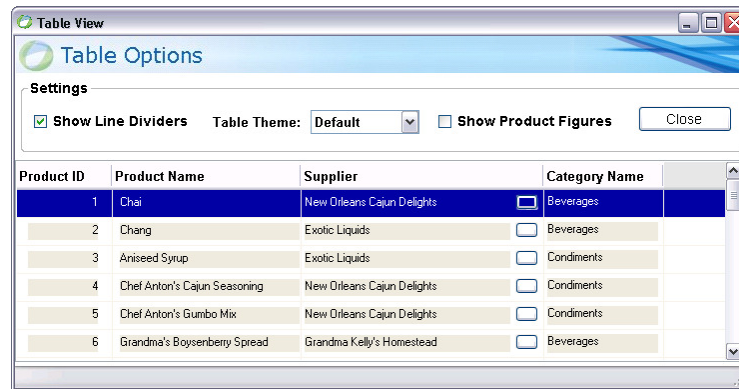 Table View
Table Options
Settings
Show Line Dividers Table Theme: Default Show Product Figures Close
Product ID Product Name Supplier Category Name
1 Chai New Orleans Cajun Delights Beverages
2 Chang Exotic Liquids Beverages
3 Aniseed Syrup Exotic Liquids Condiments
4 Chef Anton's Cajun Seasoning New Orleans Cajun Delights Condiments
5 Chef Anton's Gumbo Mix New Orleans Cajun Delights Condiments
6 Grandma's Boysenberry Spread Grandma Kelly's Homestead Beverages